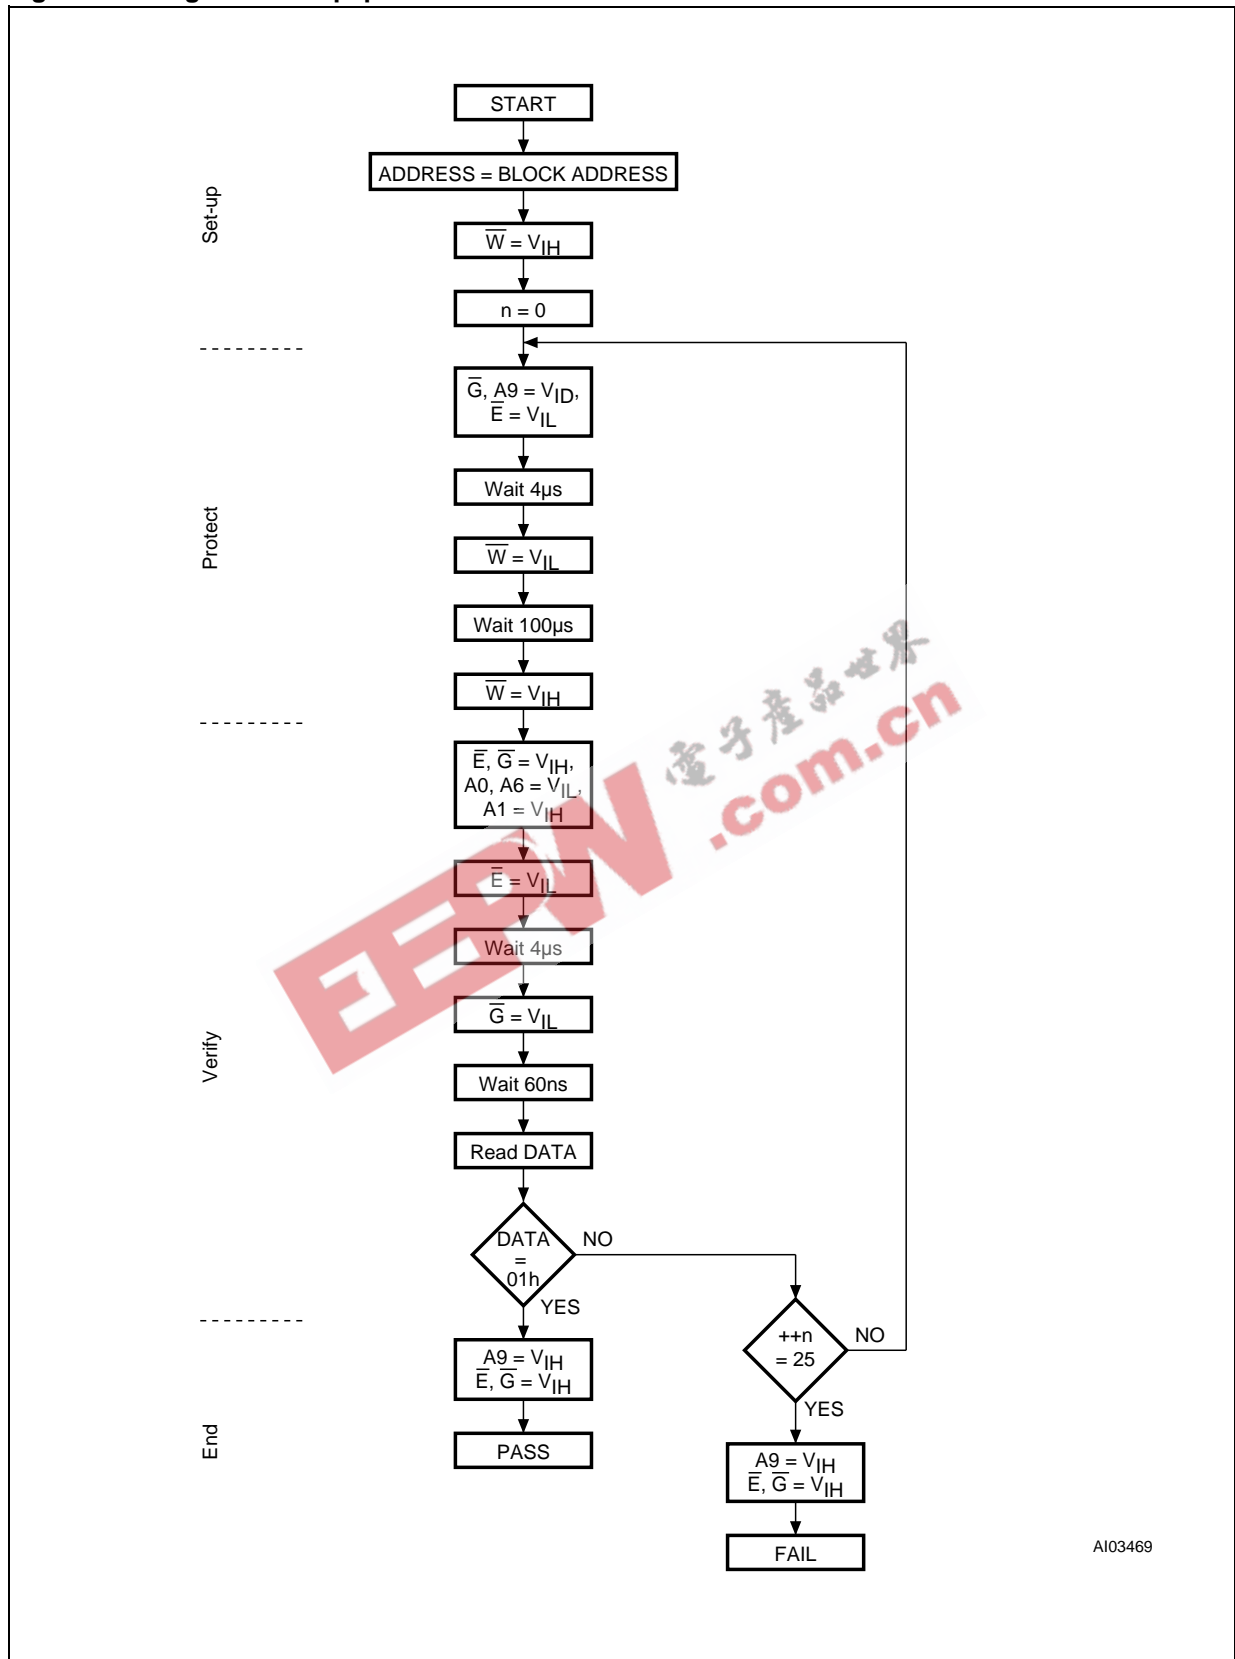 START
ADDRESS = BLOCK ADDRESS
Set-up
W̅ = VIH
n = 0
G̅, A9 = VID,
E̅ = VIL
Wait 4µs
Protect
W̅ = VIL
Wait 100µs
W̅ = VIH
E̅, G̅ = VIH,
A0, A6 = VIL,
A1 = VIH
電子產品世界
.com.cn
EEPW
E̅ = VIL
Wait 4µs
G̅ = VIL
Verify
Wait 60ns
Read DATA
DATA
=
01h
NO
YES
++n
= 25
NO
YES
A9 = VIH
E̅, G̅ = VIH
End
PASS
A9 = VIH
E̅, G̅ = VIH
FAIL
AI03469